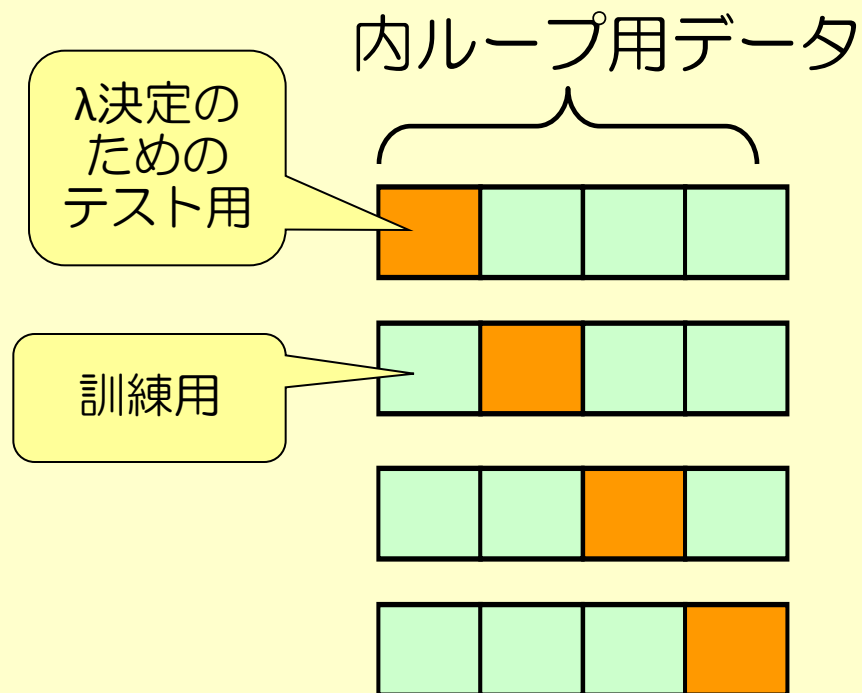 内ループ用データ
λ決定の
ための
テスト用
訓練用